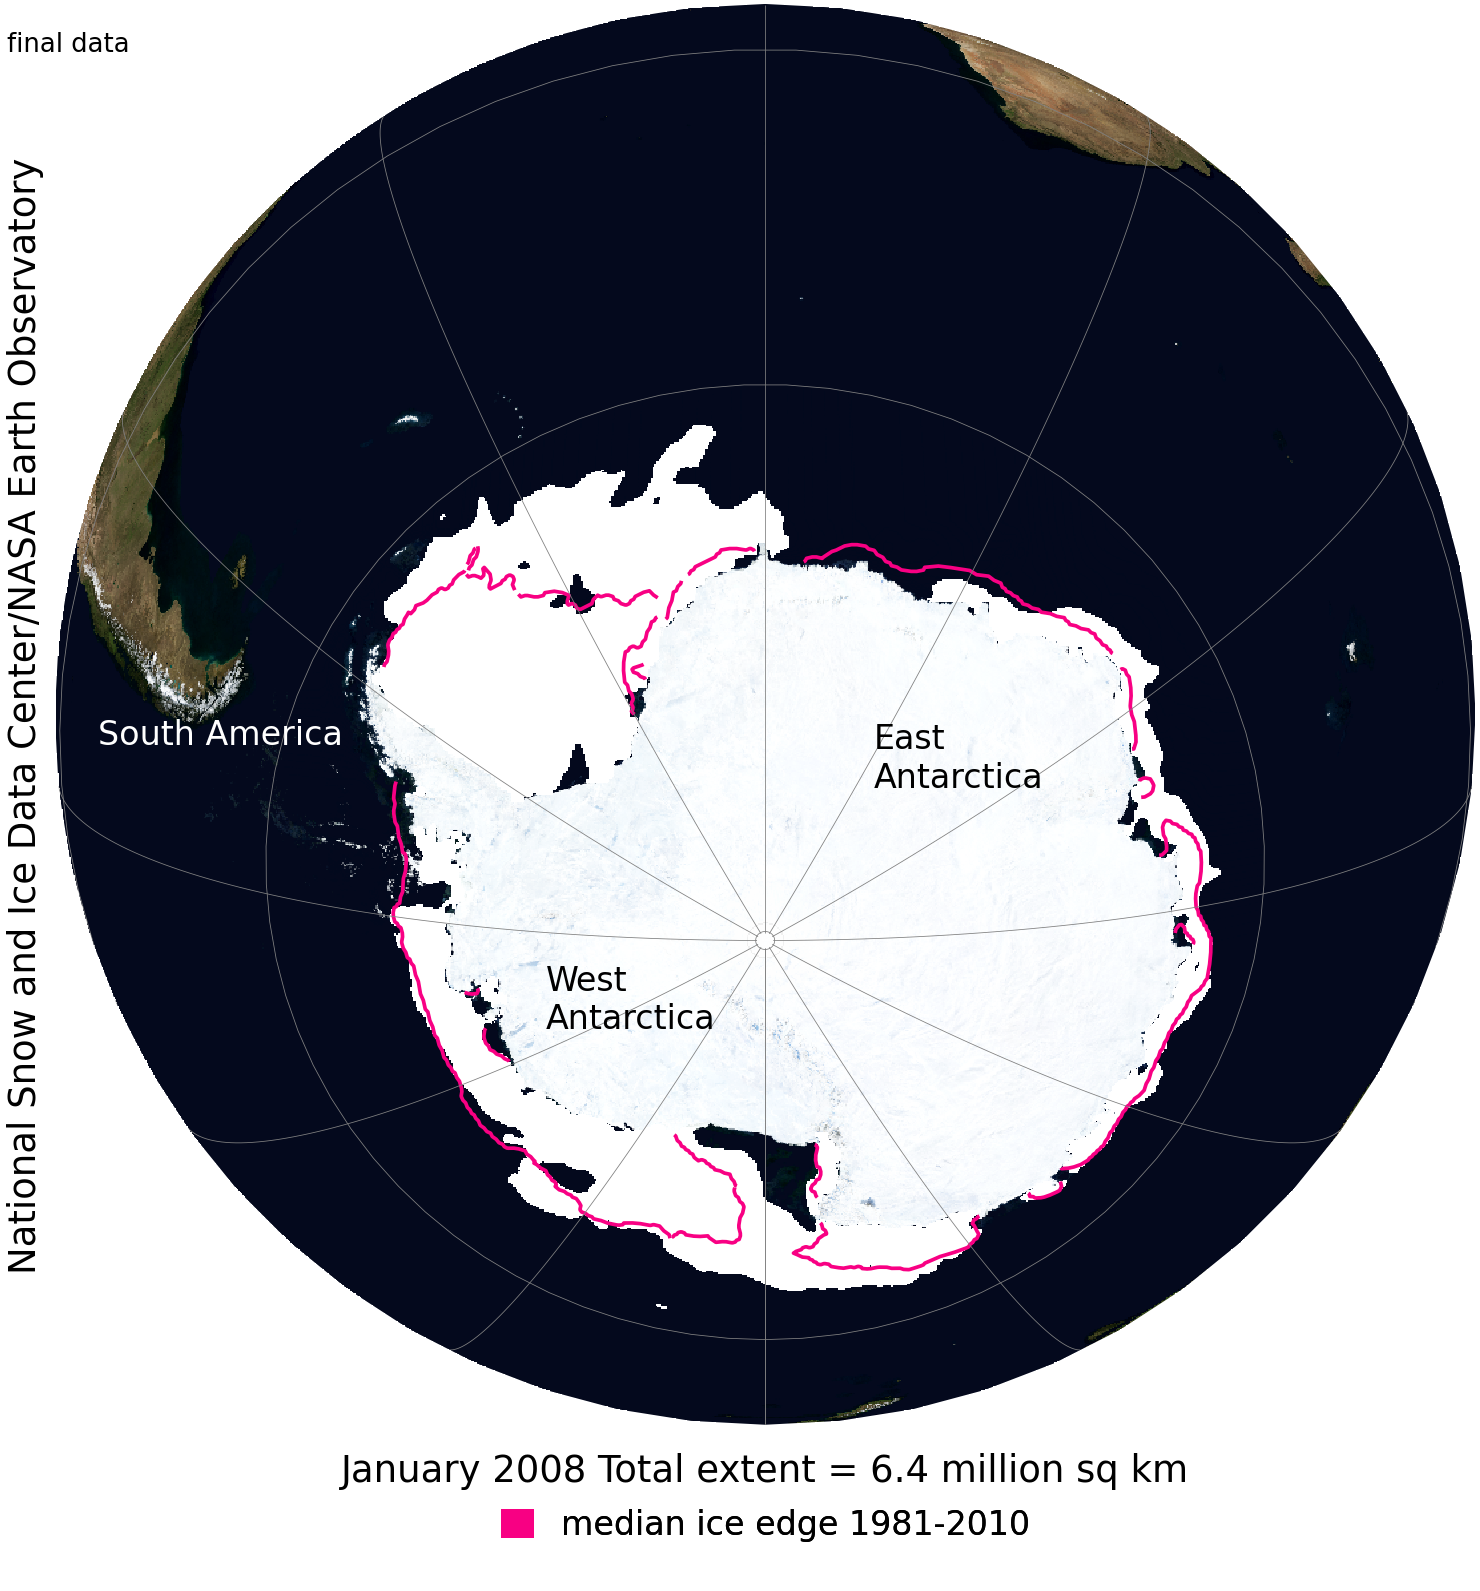 final data
National Snow and Ice Data Center/NASA Earth Observatory
South America
East
Antarctica
West
Antarctica
January 2008 Total extent = 6.4 million sq km
median ice edge 1981-2010